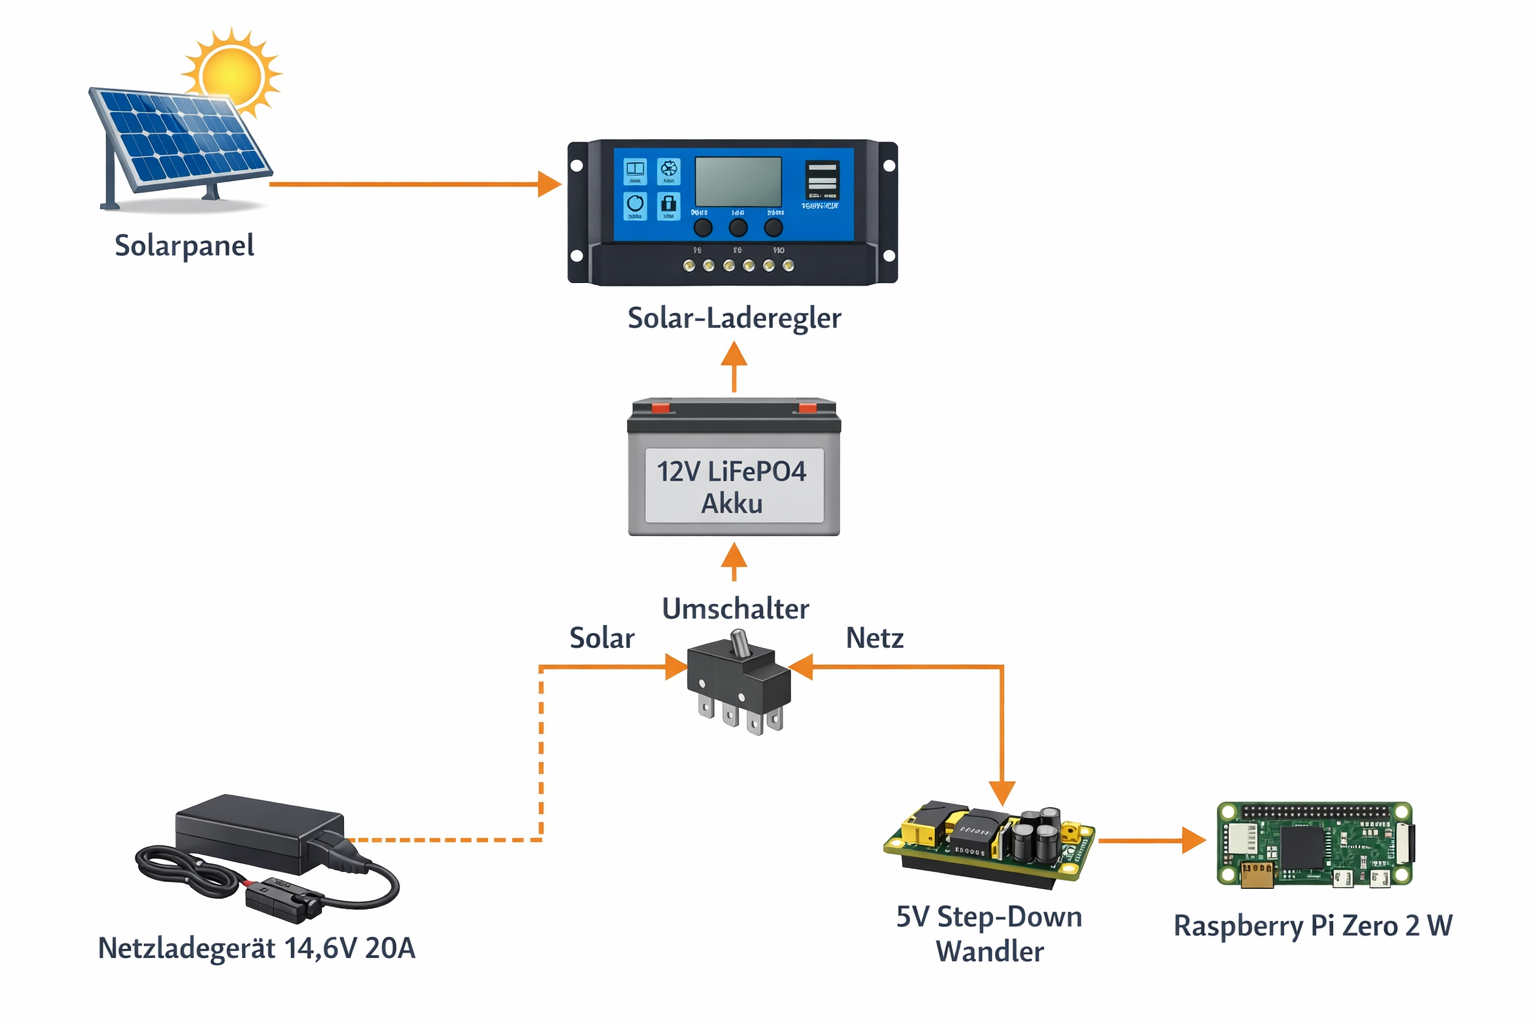 Solarpanel
Solar-Laderegler
12V LiFePO4
Akku
Umschalter
Solar
Netz
Netzladegerät 14,6V 20A
5V Step-Down
Wandler
Raspberry Pi Zero 2 W